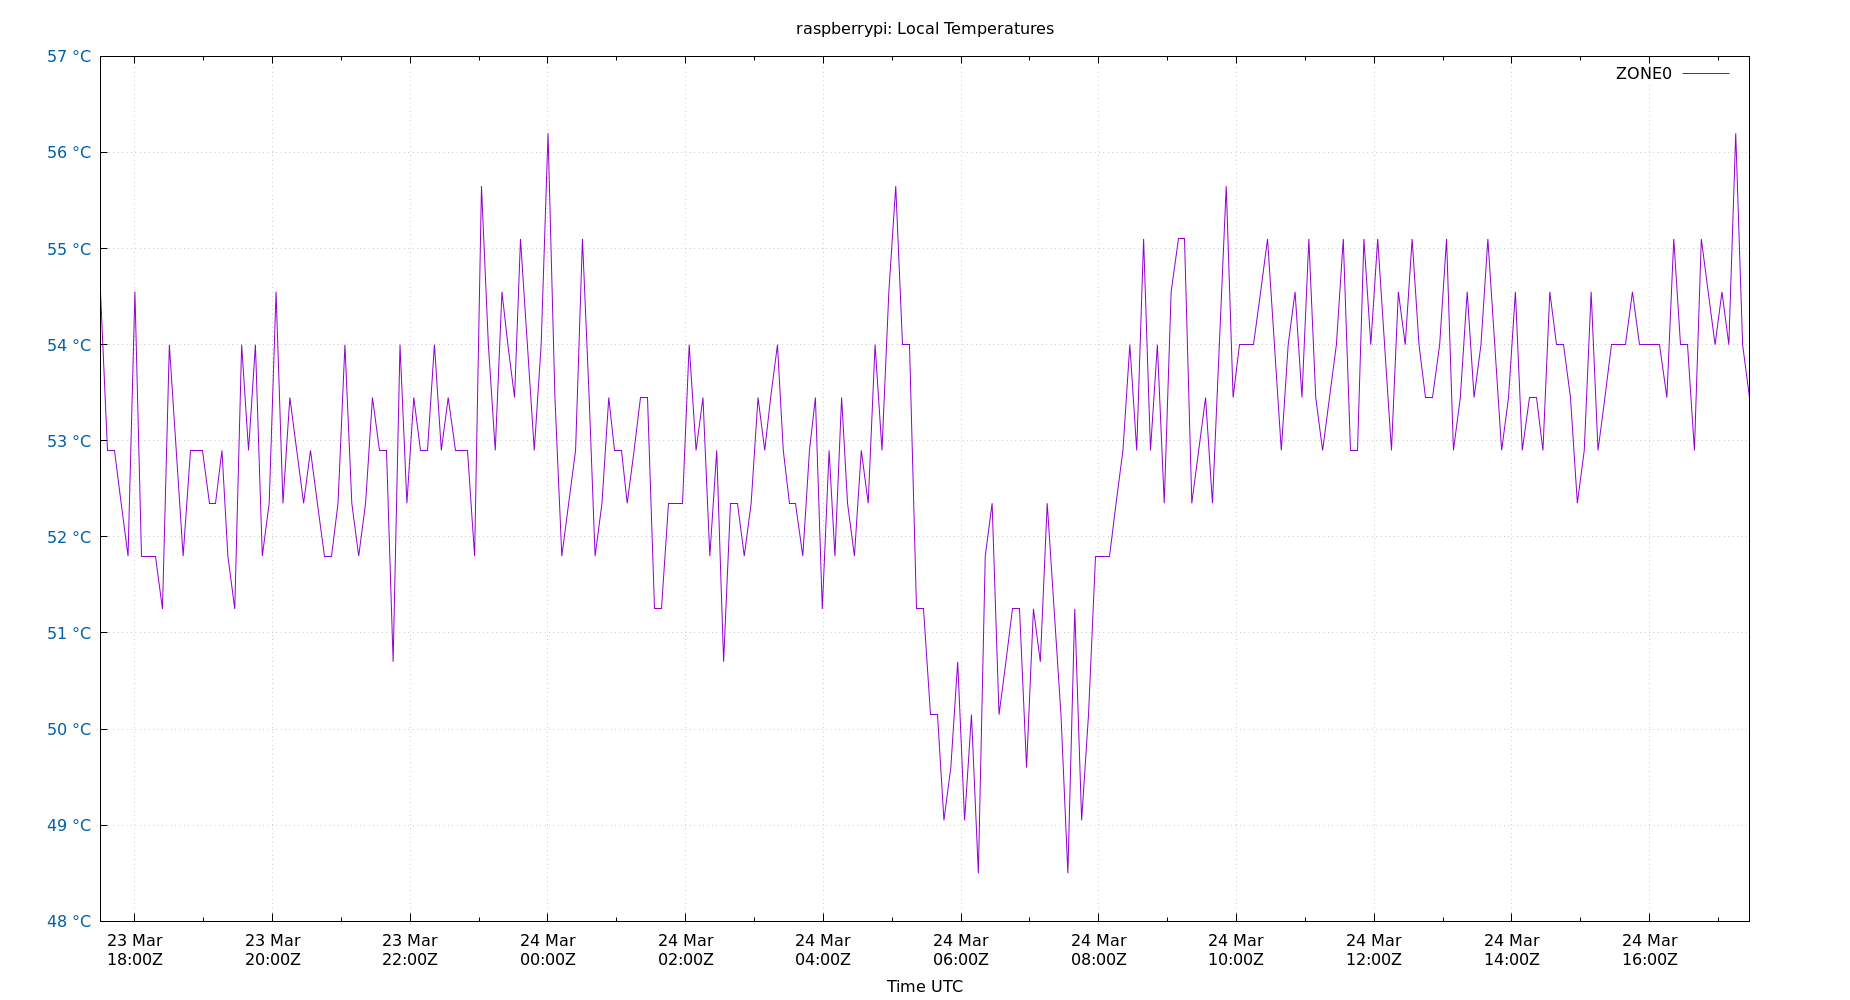 raspberrypi: Local Temperatures
57 °C
ZONE0
56 °C
55 °C
54 °C
53 °C
52 °C
51 °C
50 °C
49 °C
48 °C
23 Mar 23 Mar 23 Mar 24 Mar 24 Mar 24 Mar 24 Mar 24 Mar 24 Mar 24 Mar 24 Mar 24 Mar
18:00Z 20:00Z 22:00Z 00:00Z 02:00Z 04:00Z 06:00Z 08:00Z 10:00Z 12:00Z 14:00Z 16:00Z
Time UTC